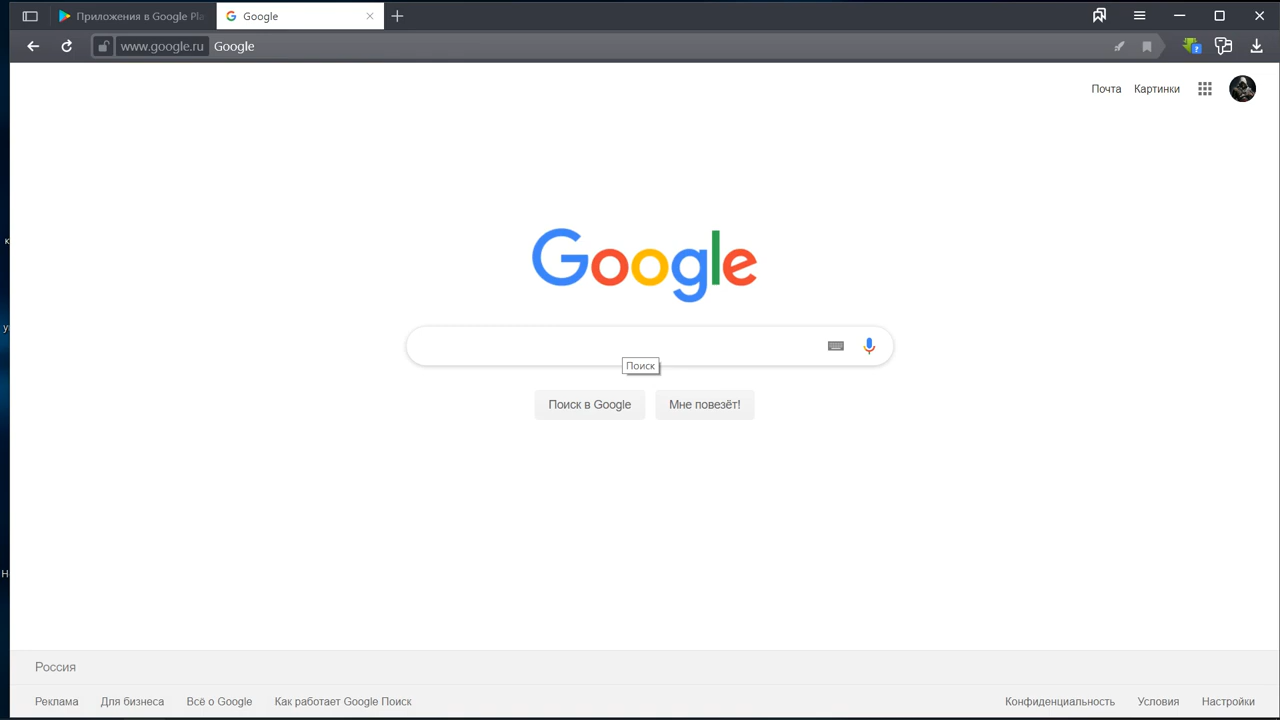 Приложения в Google Pla
Google
www.google.ru Google
Почта Картинки
Google
Поиск
Поиск в Google Мне повезёт!
Россия
Реклама Для бизнеса Всё о Google Как работает Google Поиск Конфиденциальность Условия Настройки